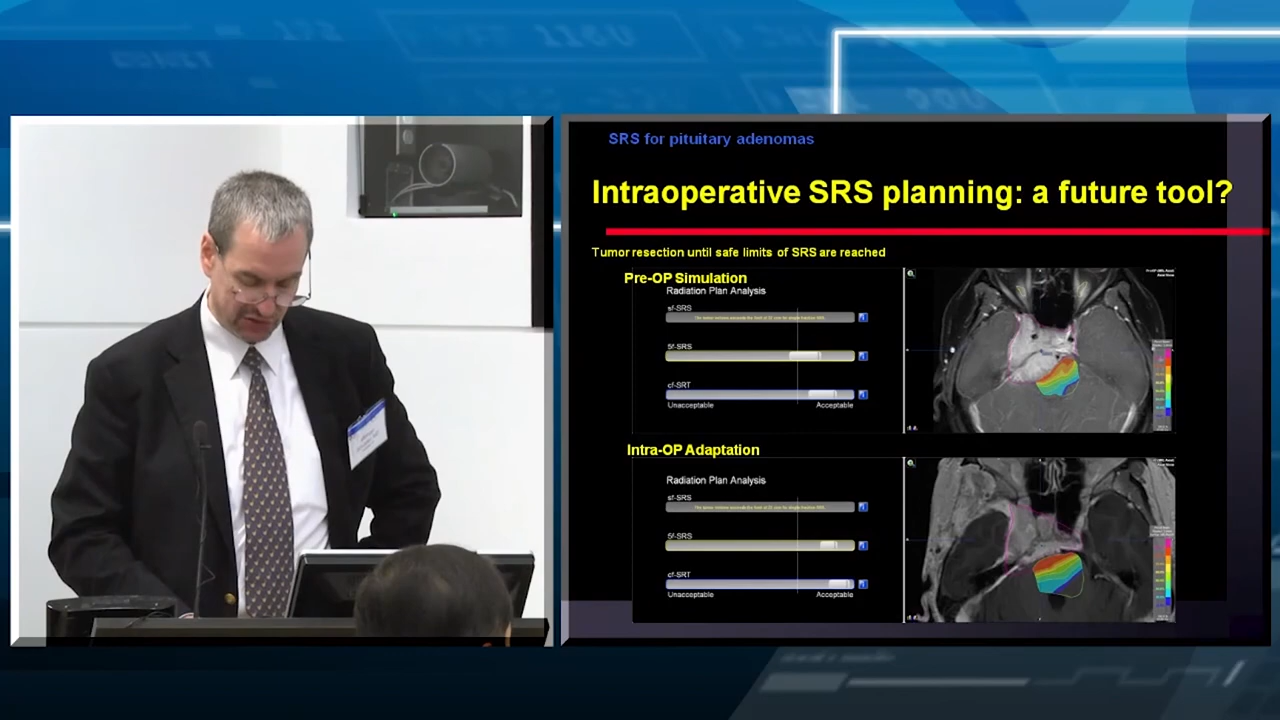 SRS for pituitary adenomas
Intraoperative SRS planning: a future tool?
Tumor resection until safe limits of SRS are reached
Pre-OP Simulation
Radiation Plan Analysis
sf-SRS
5f-SRS
cf-SRT
Unacceptable Acceptable
Intra-OP Adaptation
Radiation Plan Analysis
sf-SRS
5f-SRS
cf-SRT
Unacceptable Acceptable